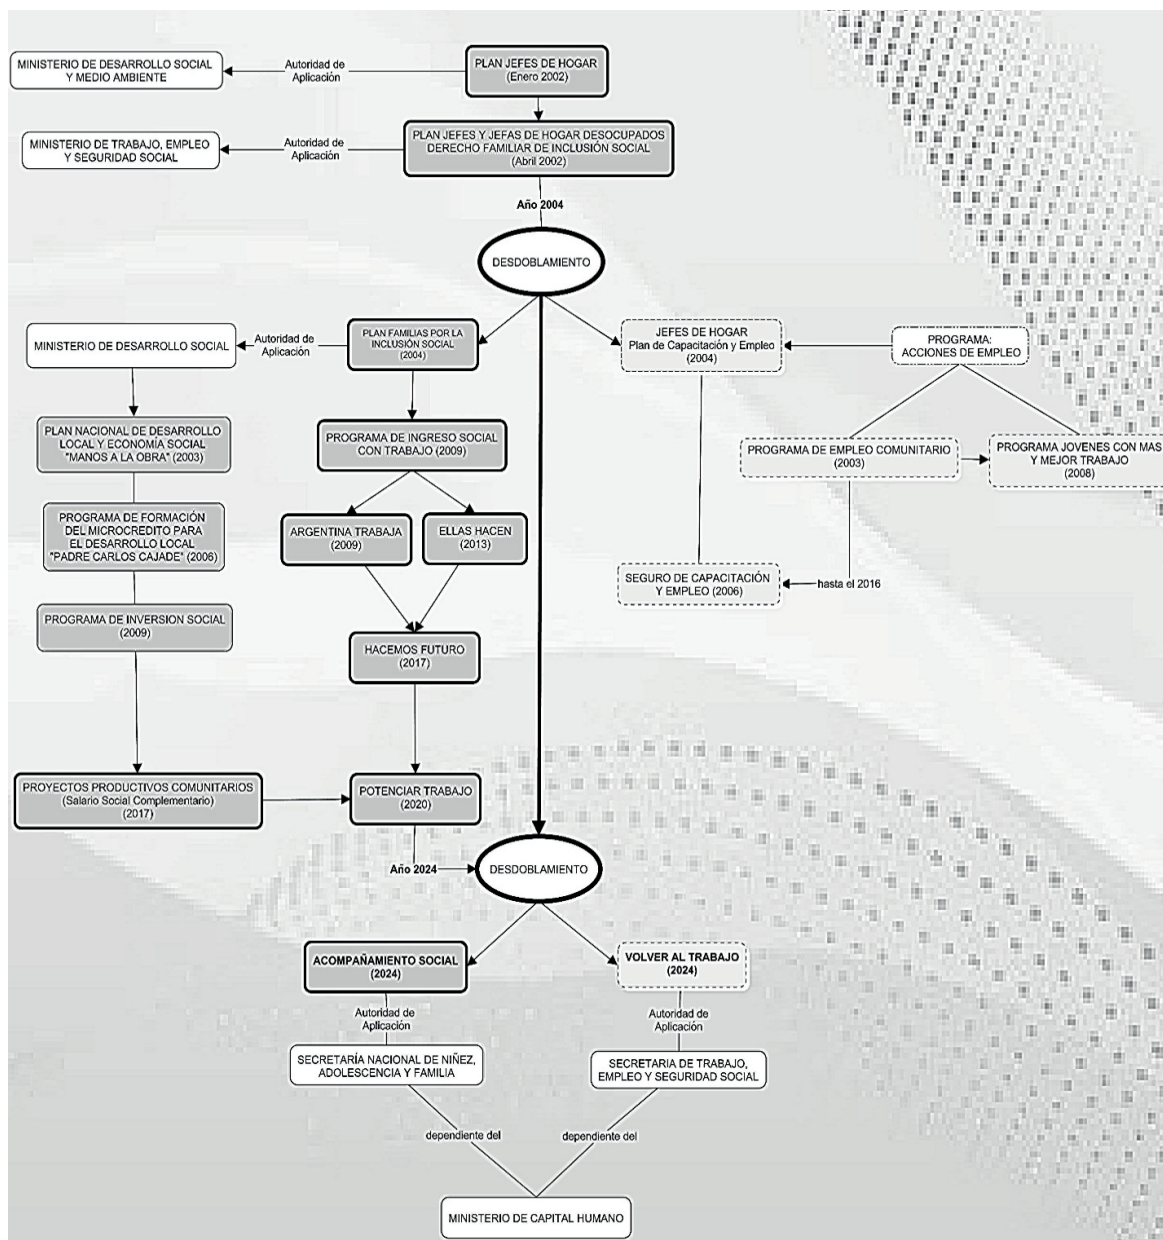 MINISTERIO DE DESARROLLO SOCIAL
Y MEDIO AMBIENTE
Autoridad de
Aplicación
PLAN JEFES DE HOGAR
(Enero 2002)
MINISTERIO DE TRABAJO, EMPLEO
Y SEGURIDAD SOCIAL
Autoridad de
Aplicación
PLAN JEFES Y JEFAS DE HOGAR DESOCUPADOS
DERECHO FAMILIAR DE INCLUSIÓN SOCIAL
(Abril 2002)
Año 2004
DESDOBLAMIENTO
MINISTERIO DE DESARROLLO SOCIAL
Autoridad de
Aplicación
PLAN FAMILIAS POR LA
INCLUSIÓN SOCIAL
(2004)
JEFES DE HOGAR
Plan de Capacitación y Empleo
(2004)
PROGRAMA:
ACCIONES DE EMPLEO
PLAN NACIONAL DE DESARROLLO
LOCAL Y ECONOMÍA SOCIAL
"MANOS A LA OBRA" (2003)
PROGRAMA DE INGRESO SOCIAL
CON TRABAJO (2009)
PROGRAMA DE EMPLEO COMUNITARIO
(2003)
PROGRAMA JOVENES CON MAS
Y MEJOR TRABAJO
(2008)
PROGRAMA DE FORMACIÓN
DEL MICROCREDITO PARA
EL DESARROLLO LOCAL
"PADRE CARLOS CAJADE" (2006)
ARGENTINA TRABAJA
(2009)
ELLAS HACEN
(2013)
SEGURO DE CAPACITACIÓN
Y EMPLEO (2006)
hasta el 2016
PROGRAMA DE INVERSION SOCIAL
(2009)
HACEMOS FUTURO
(2017)
PROYECTOS PRODUCTIVOS COMUNITARIOS
(Salario Social Complementario)
(2017)
POTENCIAR TRABAJO
(2020)
Año 2024
DESDOBLAMIENTO
ACOMPAÑAMIENTO SOCIAL
(2024)
VOLVER AL TRABAJO
(2024)
Autoridad de
Aplicación
Autoridad de
Aplicación
SECRETARÍA NACIONAL DE NIÑEZ,
ADOLESCENCIA Y FAMILIA
SECRETARIA DE TRABAJO,
EMPLEO Y SEGURIDAD SOCIAL
dependiente del
dependiente del
MINISTERIO DE CAPITAL HUMANO